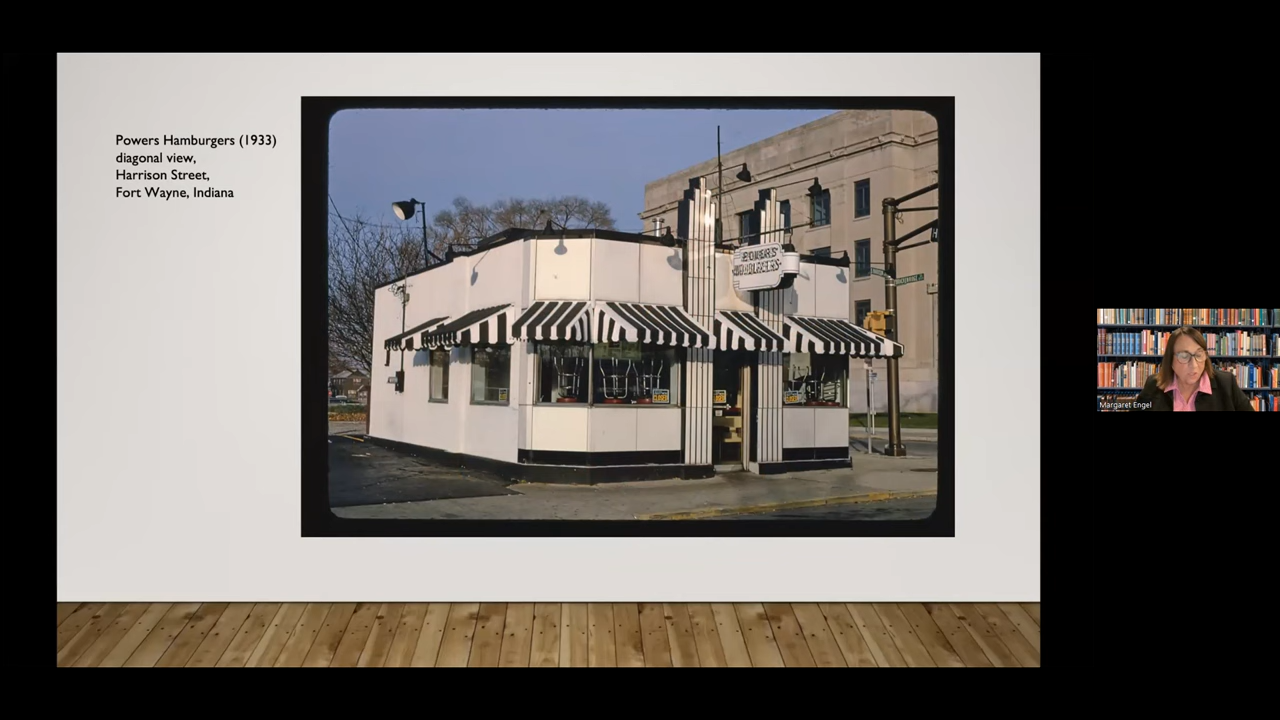 Powers Hamburgers (1933)
diagonal view,
Harrison Street,
Fort Wayne, Indiana
POWERS
HAMBURGERS
Margaret Engel